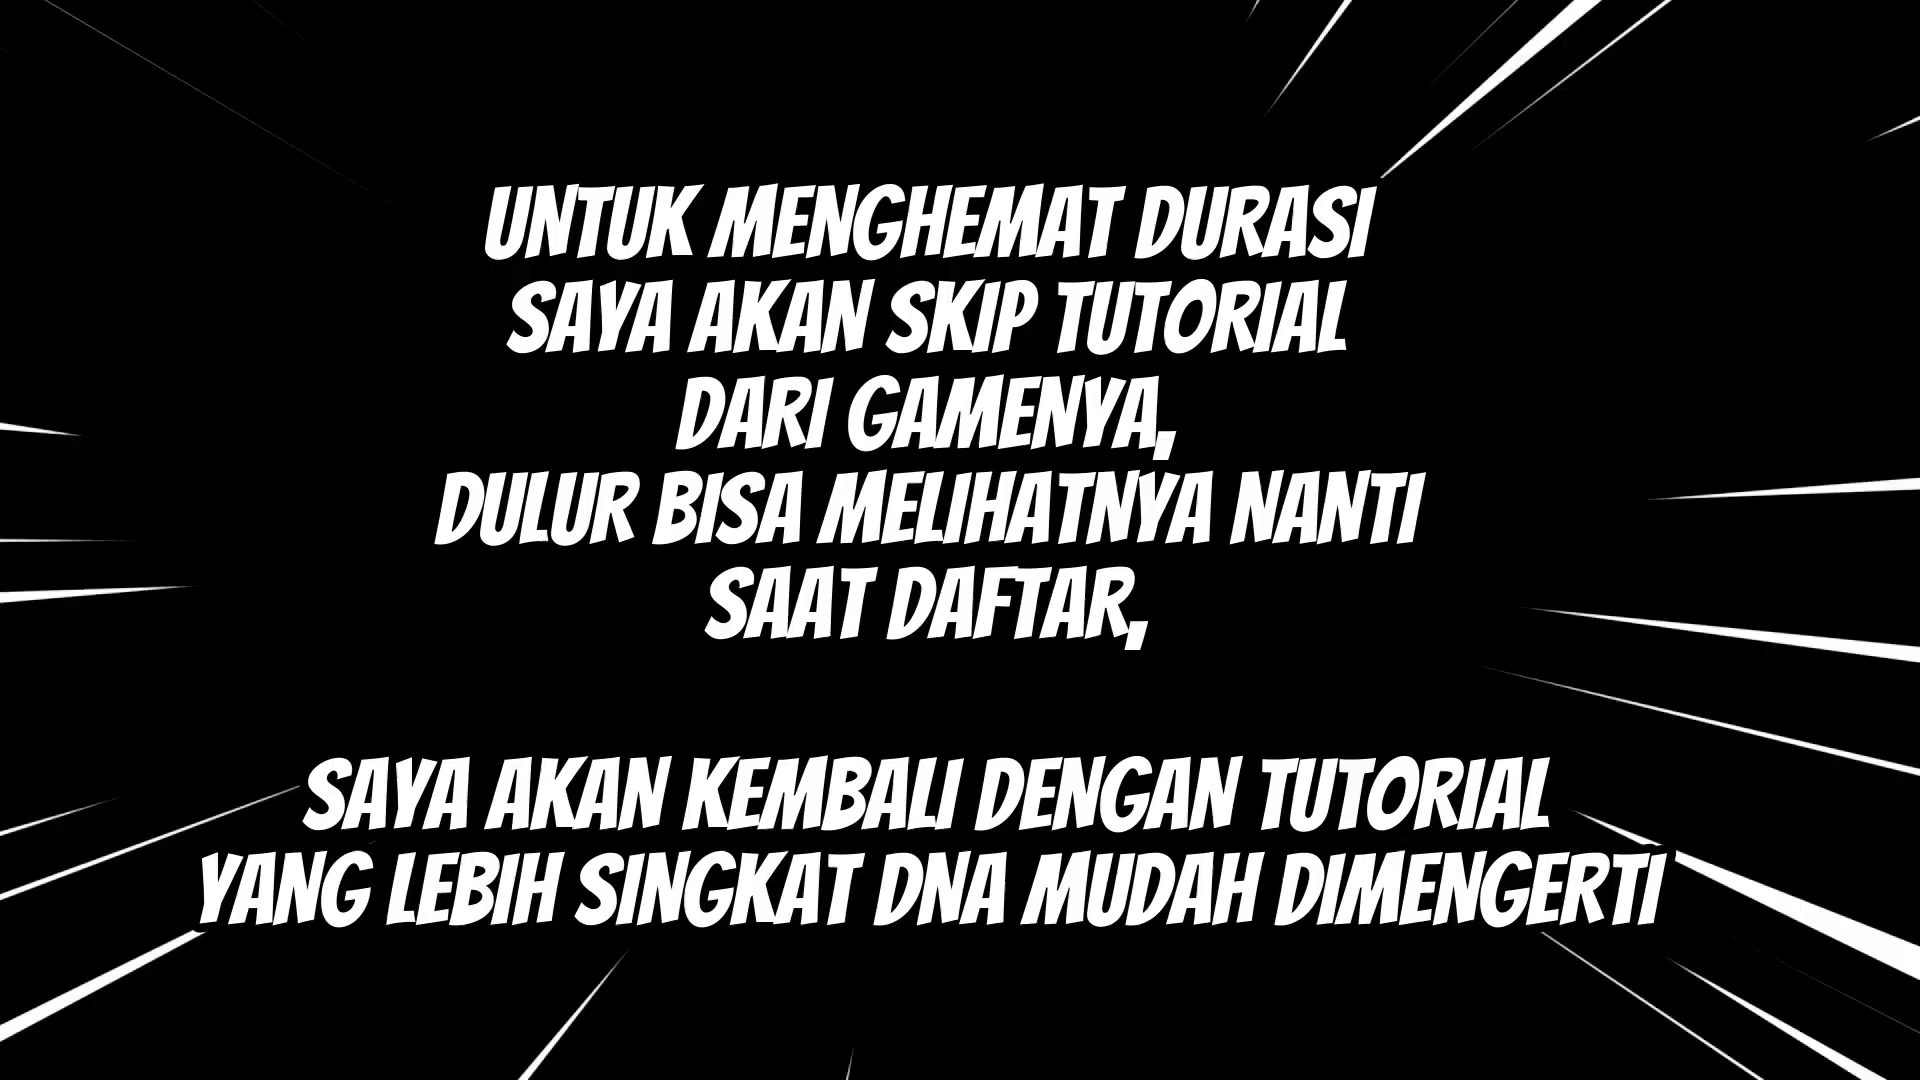 UNTUK MENGHEMAT DURASI
SAYA AKAN SKIP TUTORIAL
DARI GAMENYA,
DULUR BISA MELIHATNYA NANTI
SAAT DAFTAR,
SAYA AKAN KEMBALI DENGAN TUTORIAL
YANG LEBIH SINGKAT DNA MUDAH DIMENGERTI